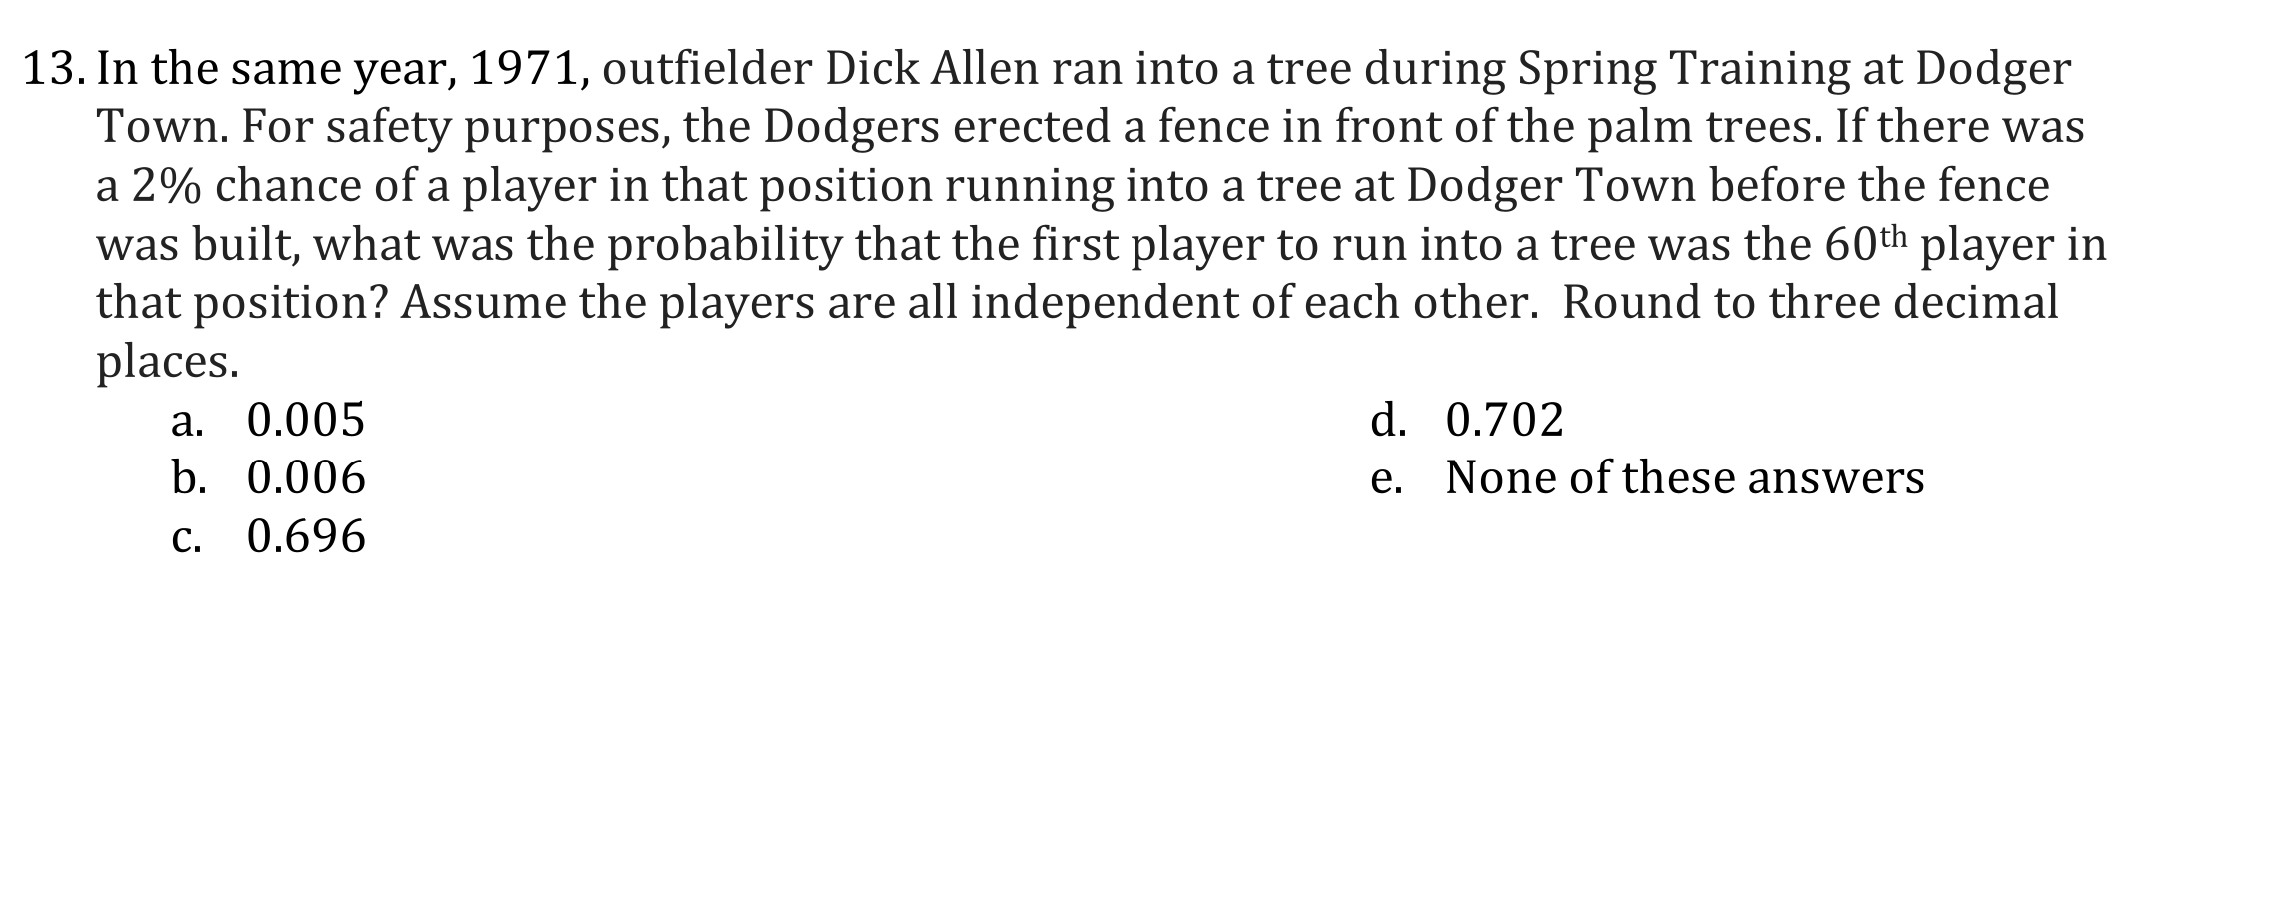 13. In the same year, 1971, outfielder Dick Allen ran into a tree during Spring Training at Dodger
Town. For safety purposes, the Dodgers erected a fence in front of the palm trees. If there was
a 2% chance of a player in that position running into a tree at Dodger Town before the fence
was built, what was the probability that the first player to run into a tree was the 60th player in
that position? Assume the players are all independent of each other. Round to three decimal
places.
a. 0.005
b. 0.006
c. 0.696
d. 0.702
e. None of these answers